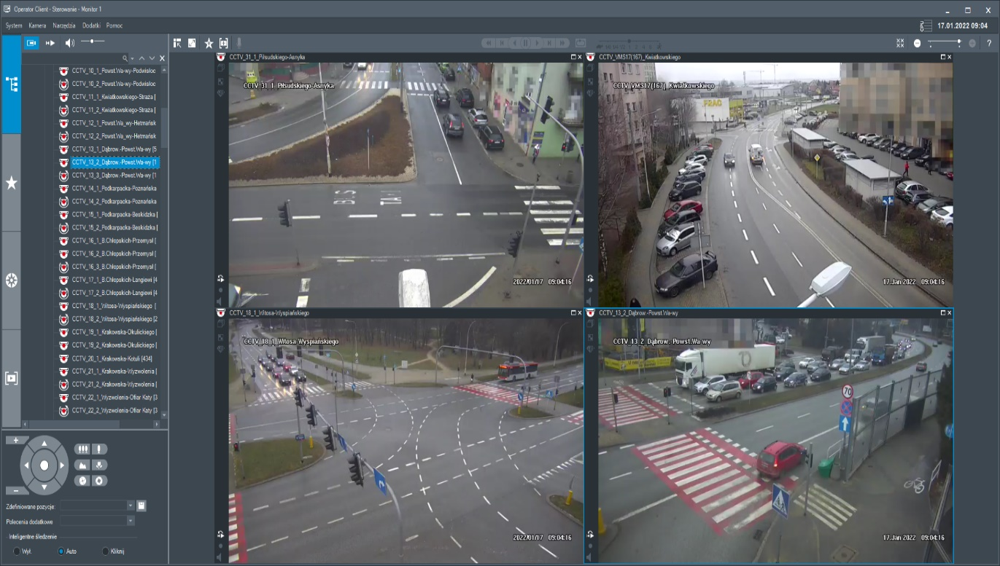 Operator Client - Sterowanie - Monitor 1
System Kamera Narzędzia Dodatki Pomoc
17.01.2022 09:04
CCTV_10_1_Powst.Wa-wy-Podwisłoc
CCTV_10_2_Powst.Wa-wy-Podwisłoc
CCTV_11_1_Kwiatkowskiego-Straża [
CCTV_11_2_Kwiatkowskiego-Straża [
CCTV_12_1_Powst.Wa_wy-Hetmańsk
CCTV_12_2_Powst.Wa_wy-Hetmańsk
CCTV_13_1_Dąbrow.-Powst.Wa-wy [5
CCTV_13_2_Dąbrow.-Powst.Wa-wy [1
CCTV_13_3_Dąbrow.-Powst.Wa-wy [1
CCTV_14_1_Podkarpacka-Poznańska
CCTV_14_2_Podkarpacka-Poznańska
CCTV_15_1_Podkarpacka-Beskidzka [
CCTV_15_2_Podkarpacka-Beskidzka [
CCTV_16_1_B.Chłopskich-Przemysł [
CCTV_16_2_B.Chłopskich-Przemysł [
CCTV_16_3_B.Chłopskich-Przemysł [
CCTV_17_1_B.Chłopskich-Langiewi [4
CCTV_17_2_B.Chłopskich-Langiewi [4
CCTV_18_1_Witosa-Wyspiańskiego [
CCTV_18_2_Witosa-Wyspiańskiego [2
CCTV_19_1_Krakowska-Okulickiego [
CCTV_19_2_Krakowska-Okulickiego [
CCTV_20_1_Krakowska-Kotuli [434]
CCTV_21_1_Krakowska-Wyzwolenia [
CCTV_21_2_Krakowska-Wyzwolenia [
CCTV_22_1_Wyzwolenia-Ofiar Katy [3
CCTV_22_2_Wyzwolenia-Ofiar Katy [3
Zdefiniowane pozycje:
Polecenia dodatkowe
Inteligentne śledzenie
Wył. Auto Kliknij
CCTV_31_1_Piłsudskiego-Asnyka
CCTV_31_1_Piłsudskiego-Asnyka
BUS
TAXI
2022/01/17 09:04:16
CCTV_VMS17(167)_Kwiatkowskiego
CCTV_VMS17(167)_Kwiatkowskiego
FRAC
17.Jan 2022 09:04:16
CCTV_18_1_Witosa-Wyspiańskiego
CCTV_18_1_Witosa-Wyspiańskiego
2022/01/17 09:04:16
CCTV_13_2_Dąbrow.-Powst.Wa-wy
CCTV_13_2_Dąbrow.-Powst.Wa-wy
70
17.Jan 2022 09:04:16